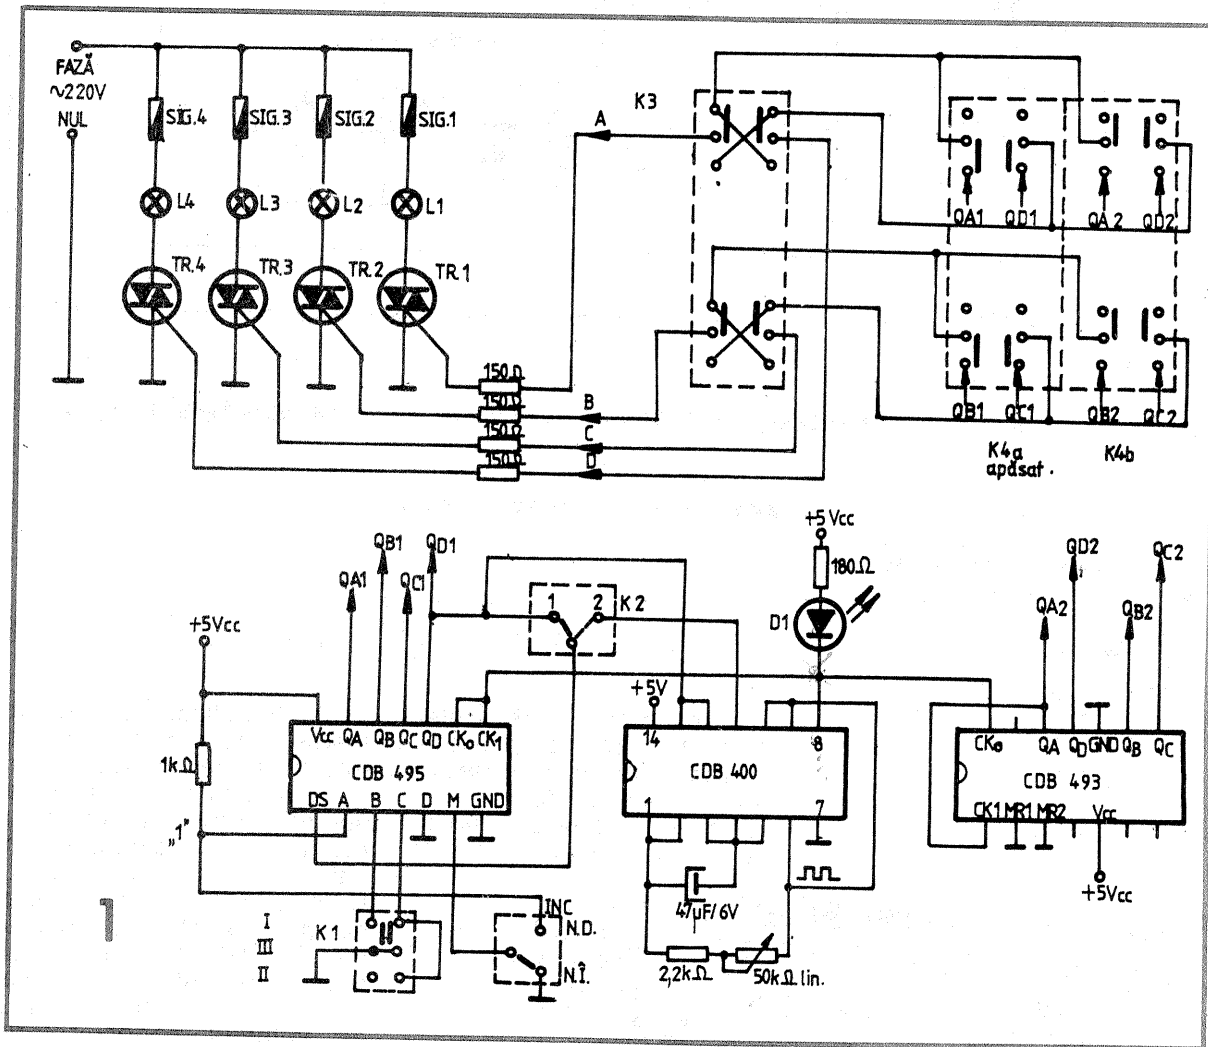 FAZĂ
~220V
NUL
SIG.4
SIG.3
SIG.2
SIG.1
L4
L3
L2
L1
TR.4
TR.3
TR.2
TR.1
A
K3
QA1
QD1
QA2
QD2
150Ω
150Ω
150Ω
150Ω
B
C
D
QB1
QC1
QB2
QC2
K4a
apăsat.
K4b
+5Vcc
1kΩ
„1"
QA1
QB1
QC1
QD1
1
2
K2
Vcc
QA
QB
QC
QD
CK0
CK1
CDB 495
DS
A
B
C
D
M
GND
I
III
II
K1
INC
N.D.
N.Î.
+5V
14
8
CDB 400
1
7
47µF/6V
2,2kΩ
50kΩ lin.
+5Vcc
180Ω
D1
QA2
QD2
QB2
QC2
CK0
QA
QD
GND
QB
QC
CDB 493
CK1
MR1
MR2
Vcc
+5Vcc
1